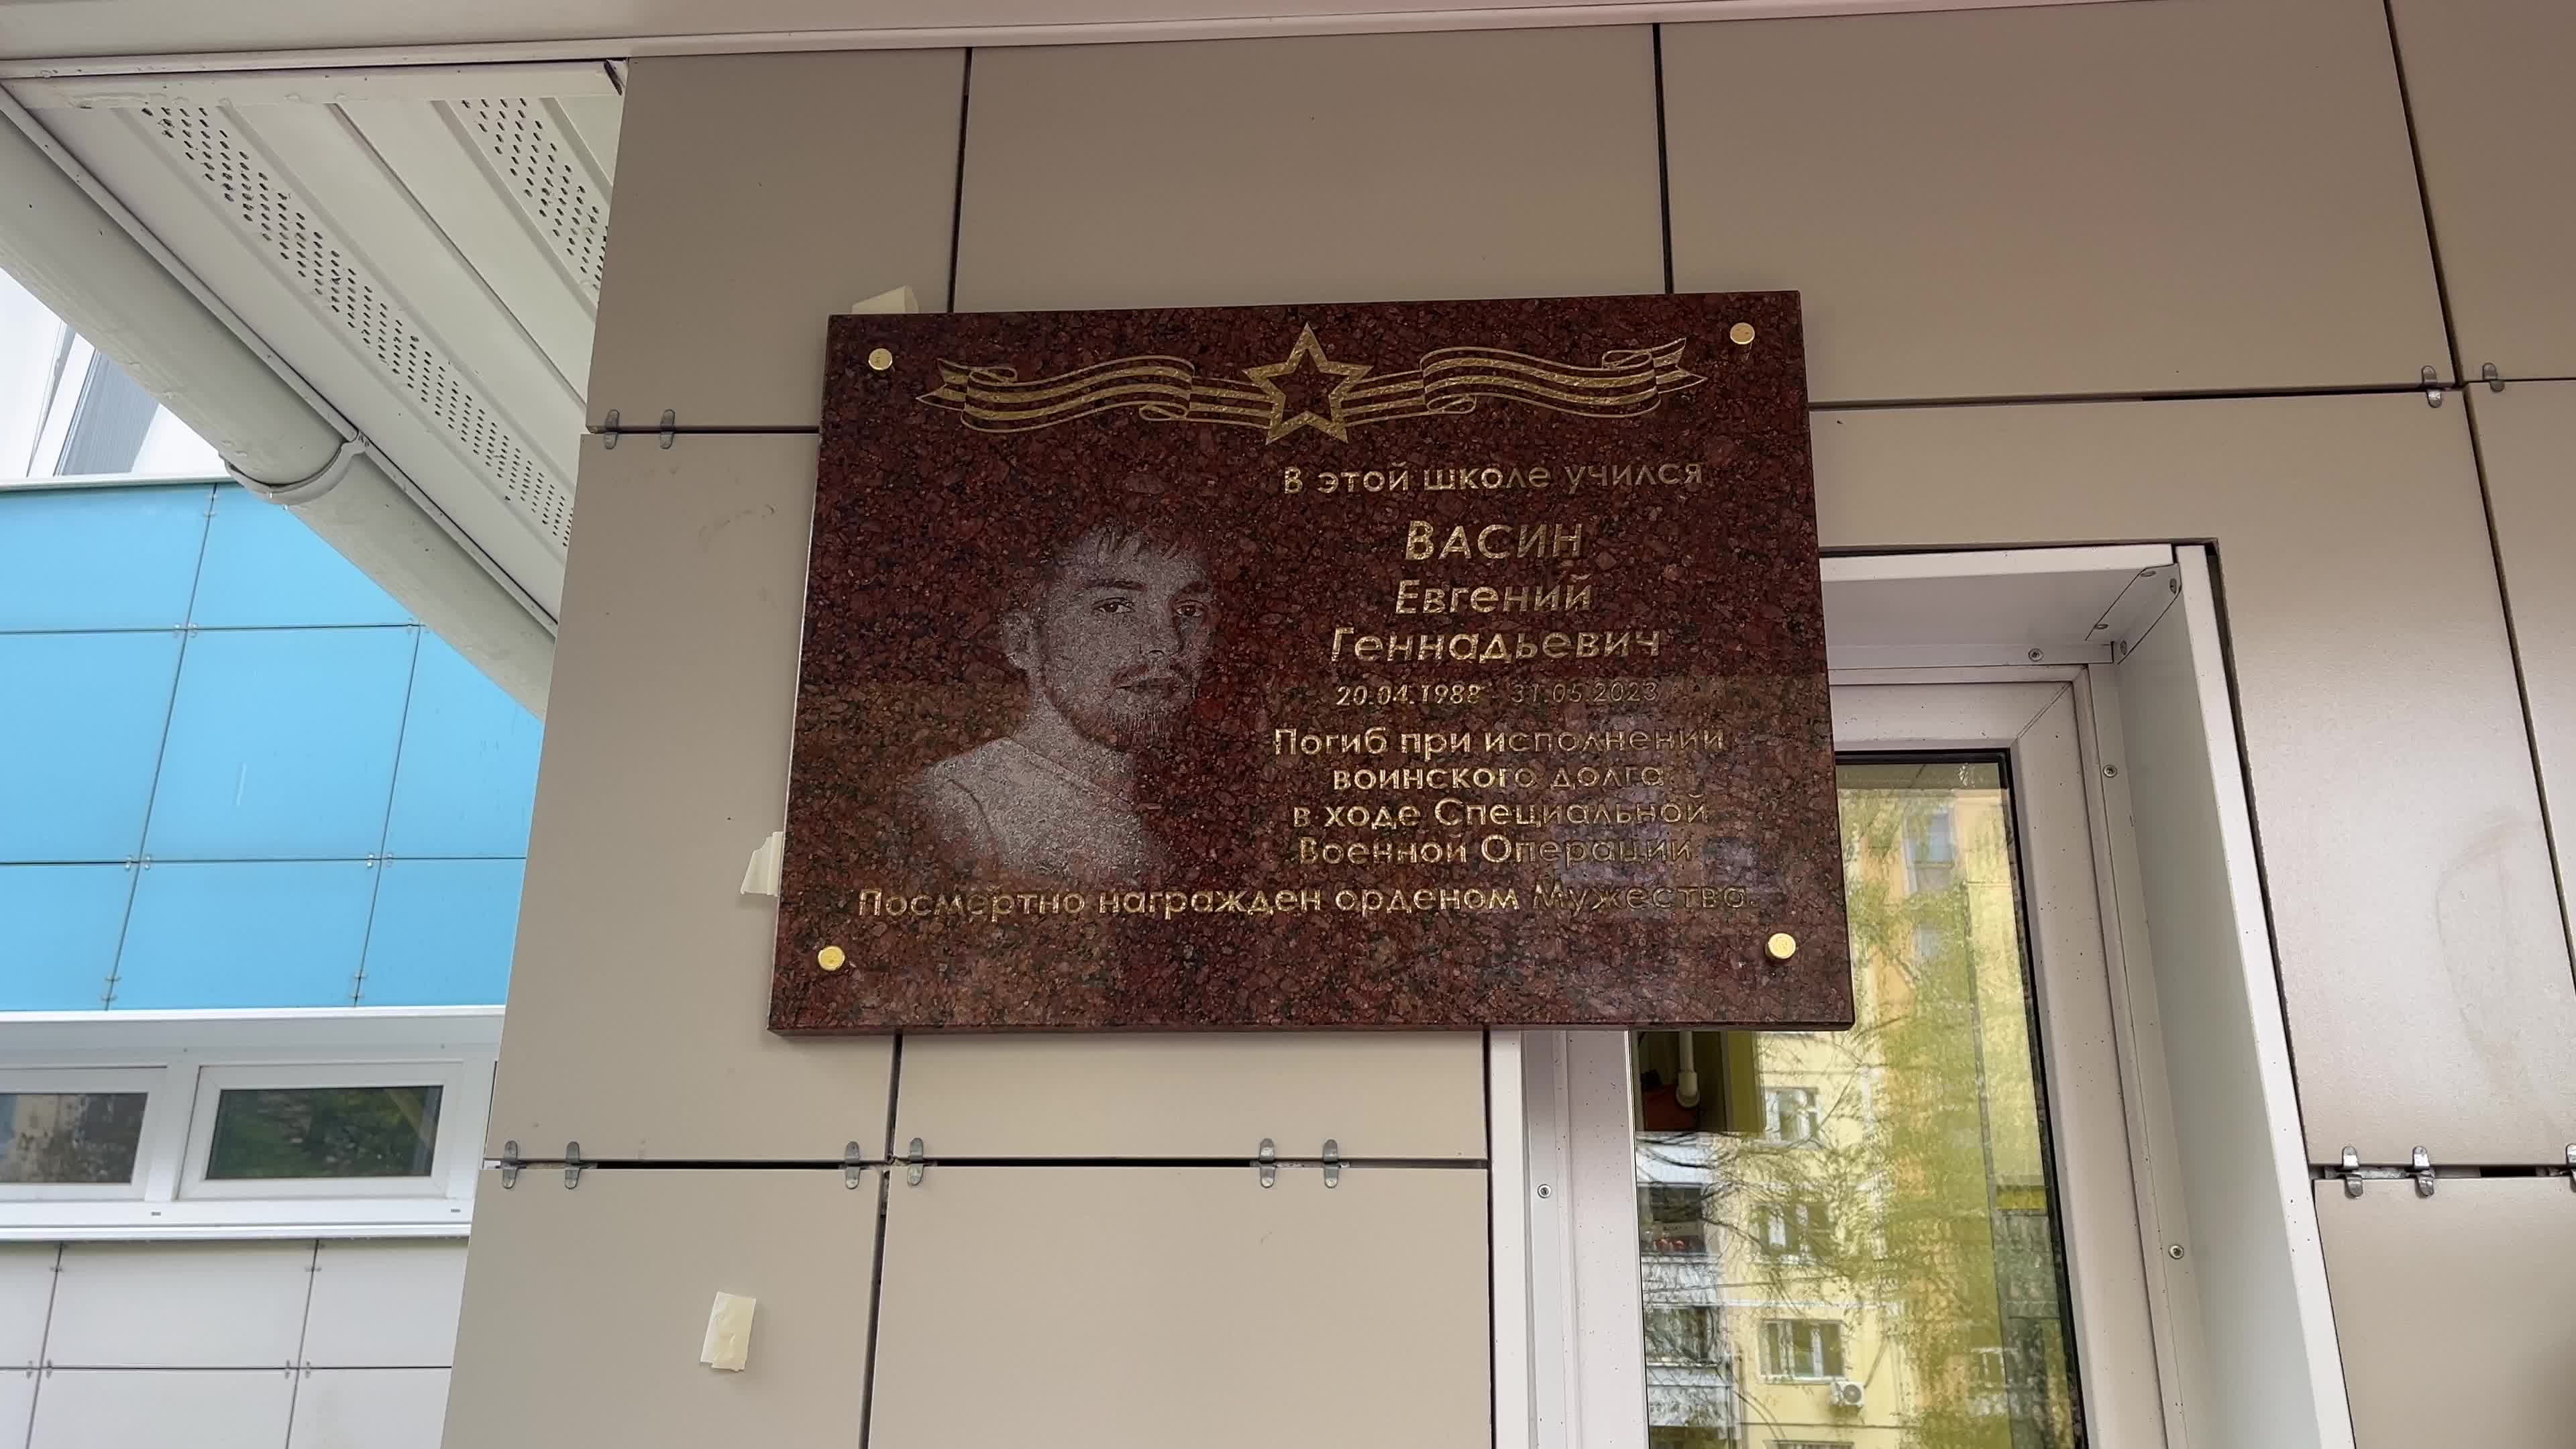 В этой школе учился
ВАСИН
Евгений
Геннадьевич
20.04.1988 - 31.05.2023
Погиб при исполнении
воинского долга
в ходе Специальной
Военной Операции
Посмертно награжден орденом Мужества.